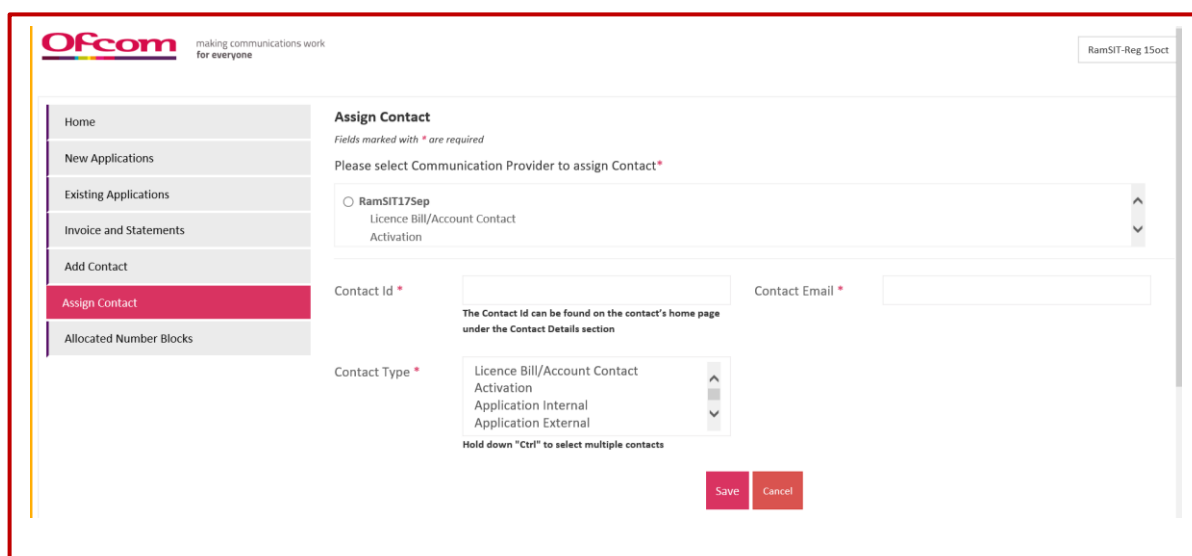 Ofcom
making communications work
for everyone
RamSIT-Reg 15oct
Home
New Applications
Existing Applications
Invoice and Statements
Add Contact
Assign Contact
Allocated Number Blocks
Assign Contact
Fields marked with * are required
Please select Communication Provider to assign Contact*
RamSIT17Sep
Licence Bill/Account Contact
Activation
Contact Id *
The Contact Id can be found on the contact's home page
under the Contact Details section
Contact Email *
Contact Type *
Licence Bill/Account Contact
Activation
Application Internal
Application External
Hold down "Ctrl" to select multiple contacts
Save
Cancel